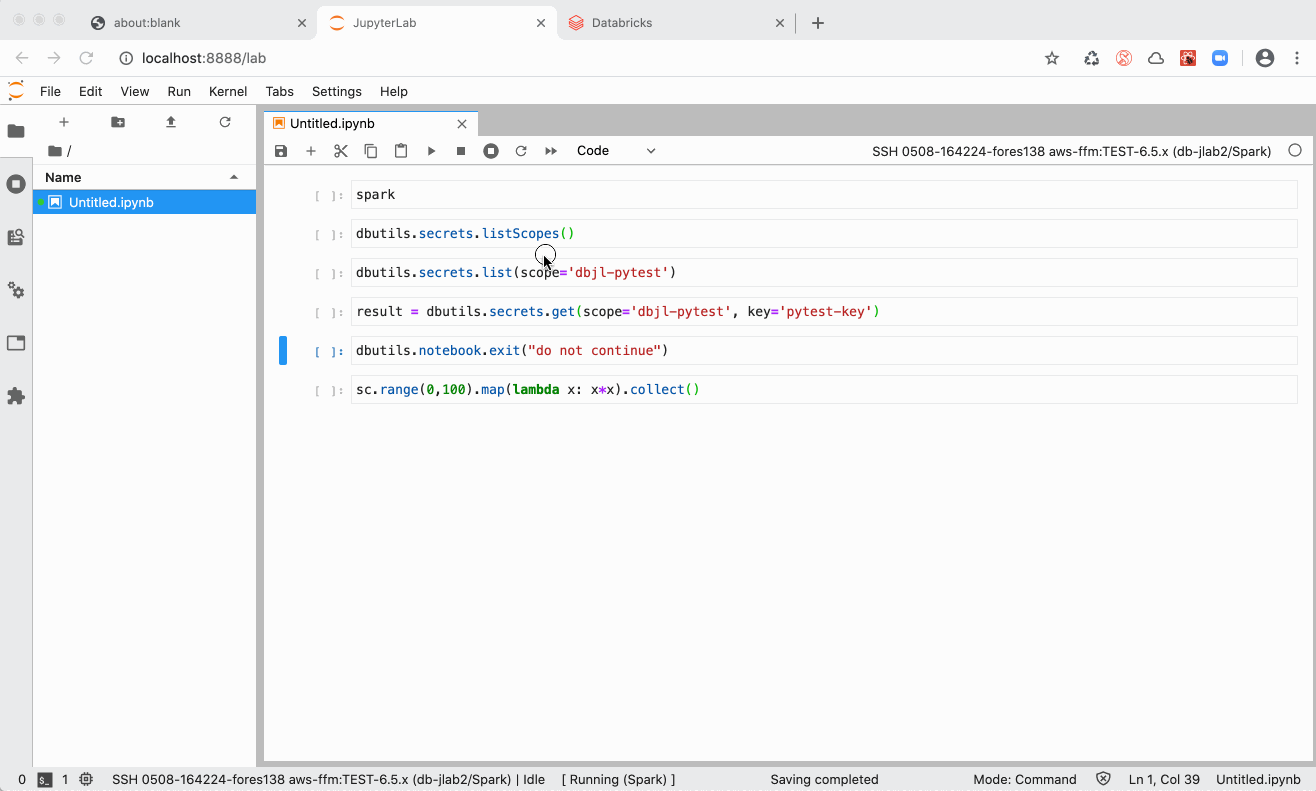 about:blank
JupyterLab
Databricks
localhost:8888/lab
File Edit View Run Kernel Tabs Settings Help
/
Name
Untitled.ipynb
Untitled.ipynb
Code
SSH 0508-164224-fores138 aws-ffm:TEST-6.5.x (db-jlab2/Spark)
[ ]: spark
[ ]: dbutils.secrets.listScopes()
[ ]: dbutils.secrets.list(scope='dbjl-pytest')
[ ]: result = dbutils.secrets.get(scope='dbjl-pytest', key='pytest-key')
[ ]: dbutils.notebook.exit("do not continue")
[ ]: sc.range(0,100).map(lambda x: x*x).collect()
0 $_ 1 SSH 0508-164224-fores138 aws-ffm:TEST-6.5.x (db-jlab2/Spark) | Idle [ Running (Spark) ] Saving completed Mode: Command Ln 1, Col 39 Untitled.ipynb